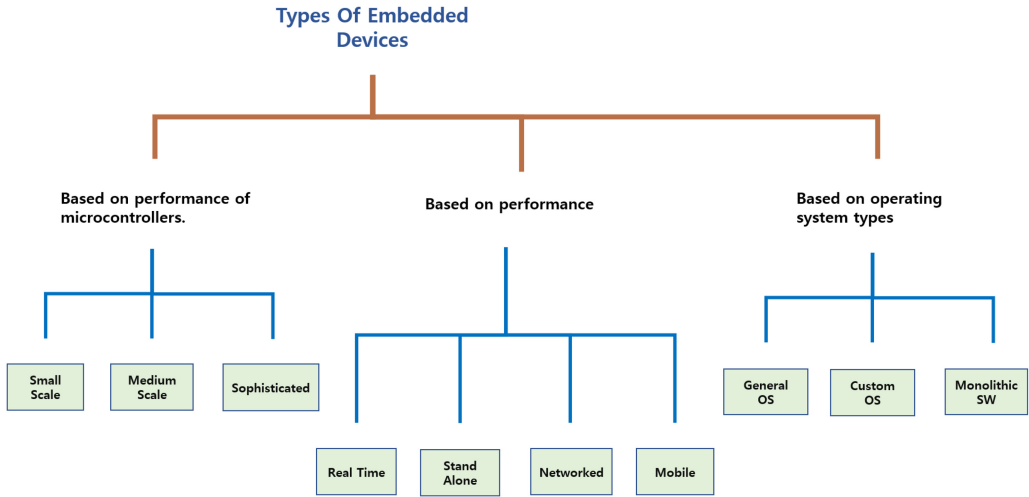 Types Of Embedded
Devices
Based on performance of
microcontrollers.
Based on performance
Based on operating
system types
Small
Scale
Medium
Scale
Sophisticated
General
OS
Custom
OS
Monolithic
SW
Real Time
Stand
Alone
Networked
Mobile